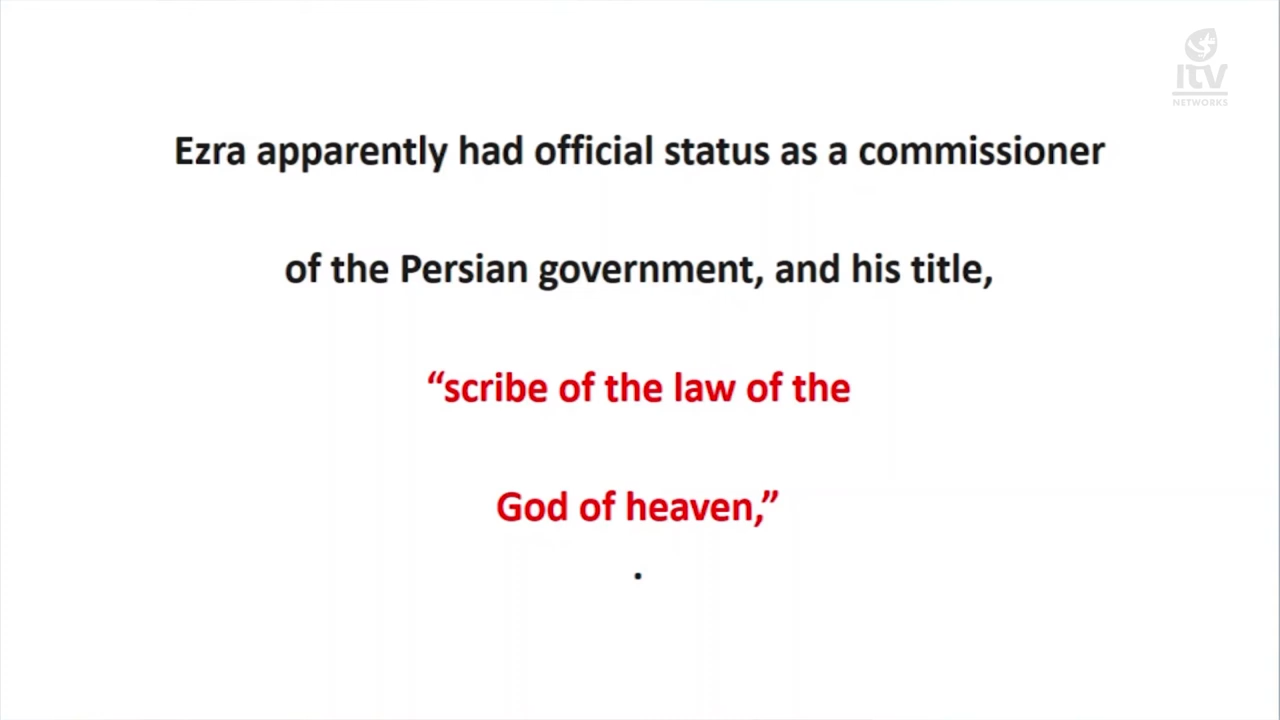 ITV
NETWORKS
Ezra apparently had official status as a commissioner
of the Persian government, and his title,
“scribe of the law of the
God of heaven,”
.